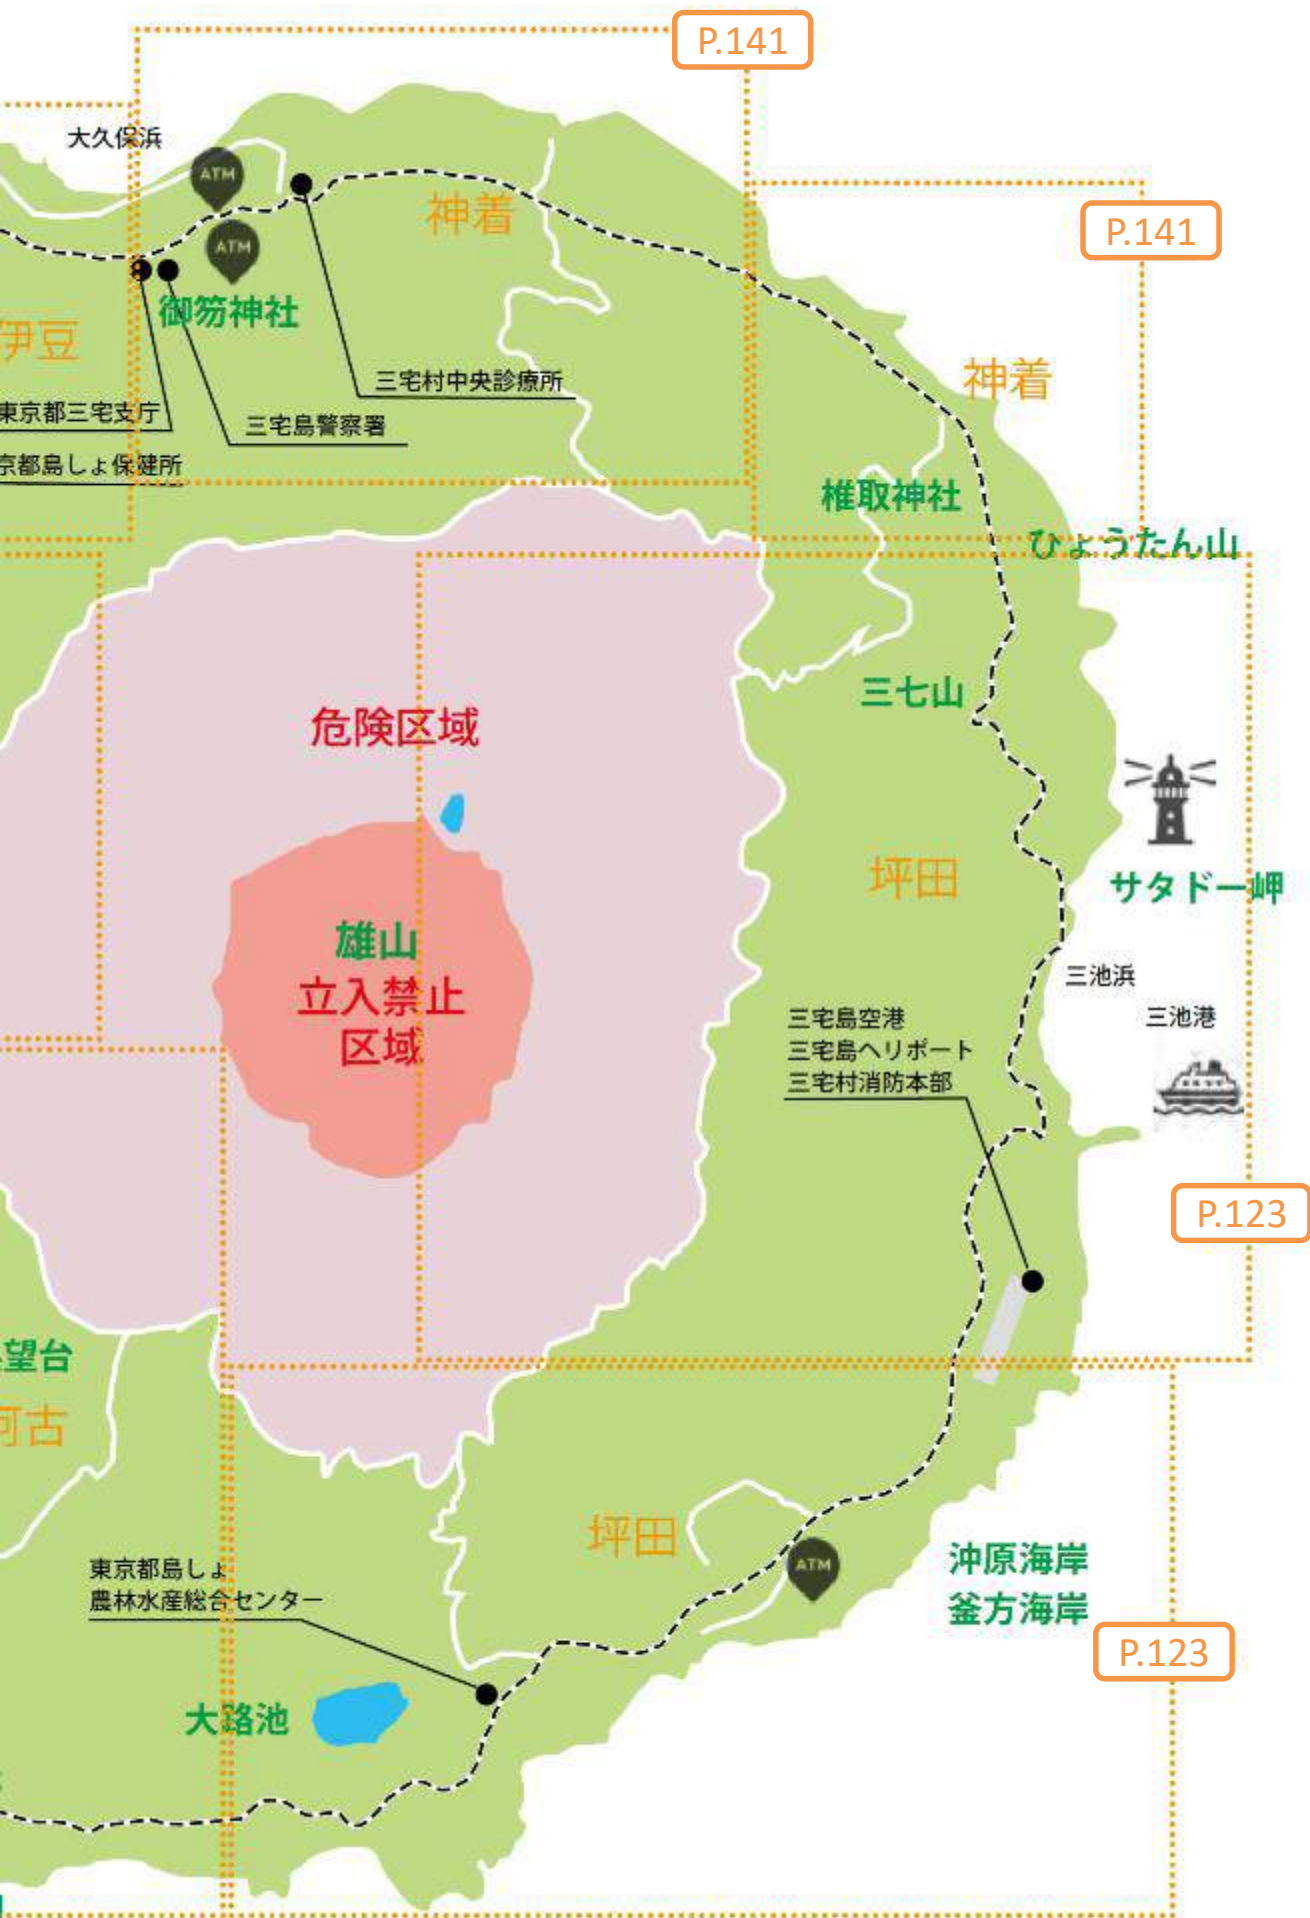 P.141
大久保浜
ATM
神着
P.141
ATM
御笏神社
伊豆
神着
三宅村中央診療所
東京都三宅支庁
三宅島警察署
京都島しょ保健所
椎取神社
ひょうたん山
三七山
危険区域
坪田
サタドー岬
雄山
立入禁止
区域
三池浜
三宅島空港
三宅島ヘリポート
三宅村消防本部
三池港
P.123
望台
阿古
坪田
ATM
沖原海岸
釜方海岸
東京都島しょ
農林水産総合センター
P.123
大路池